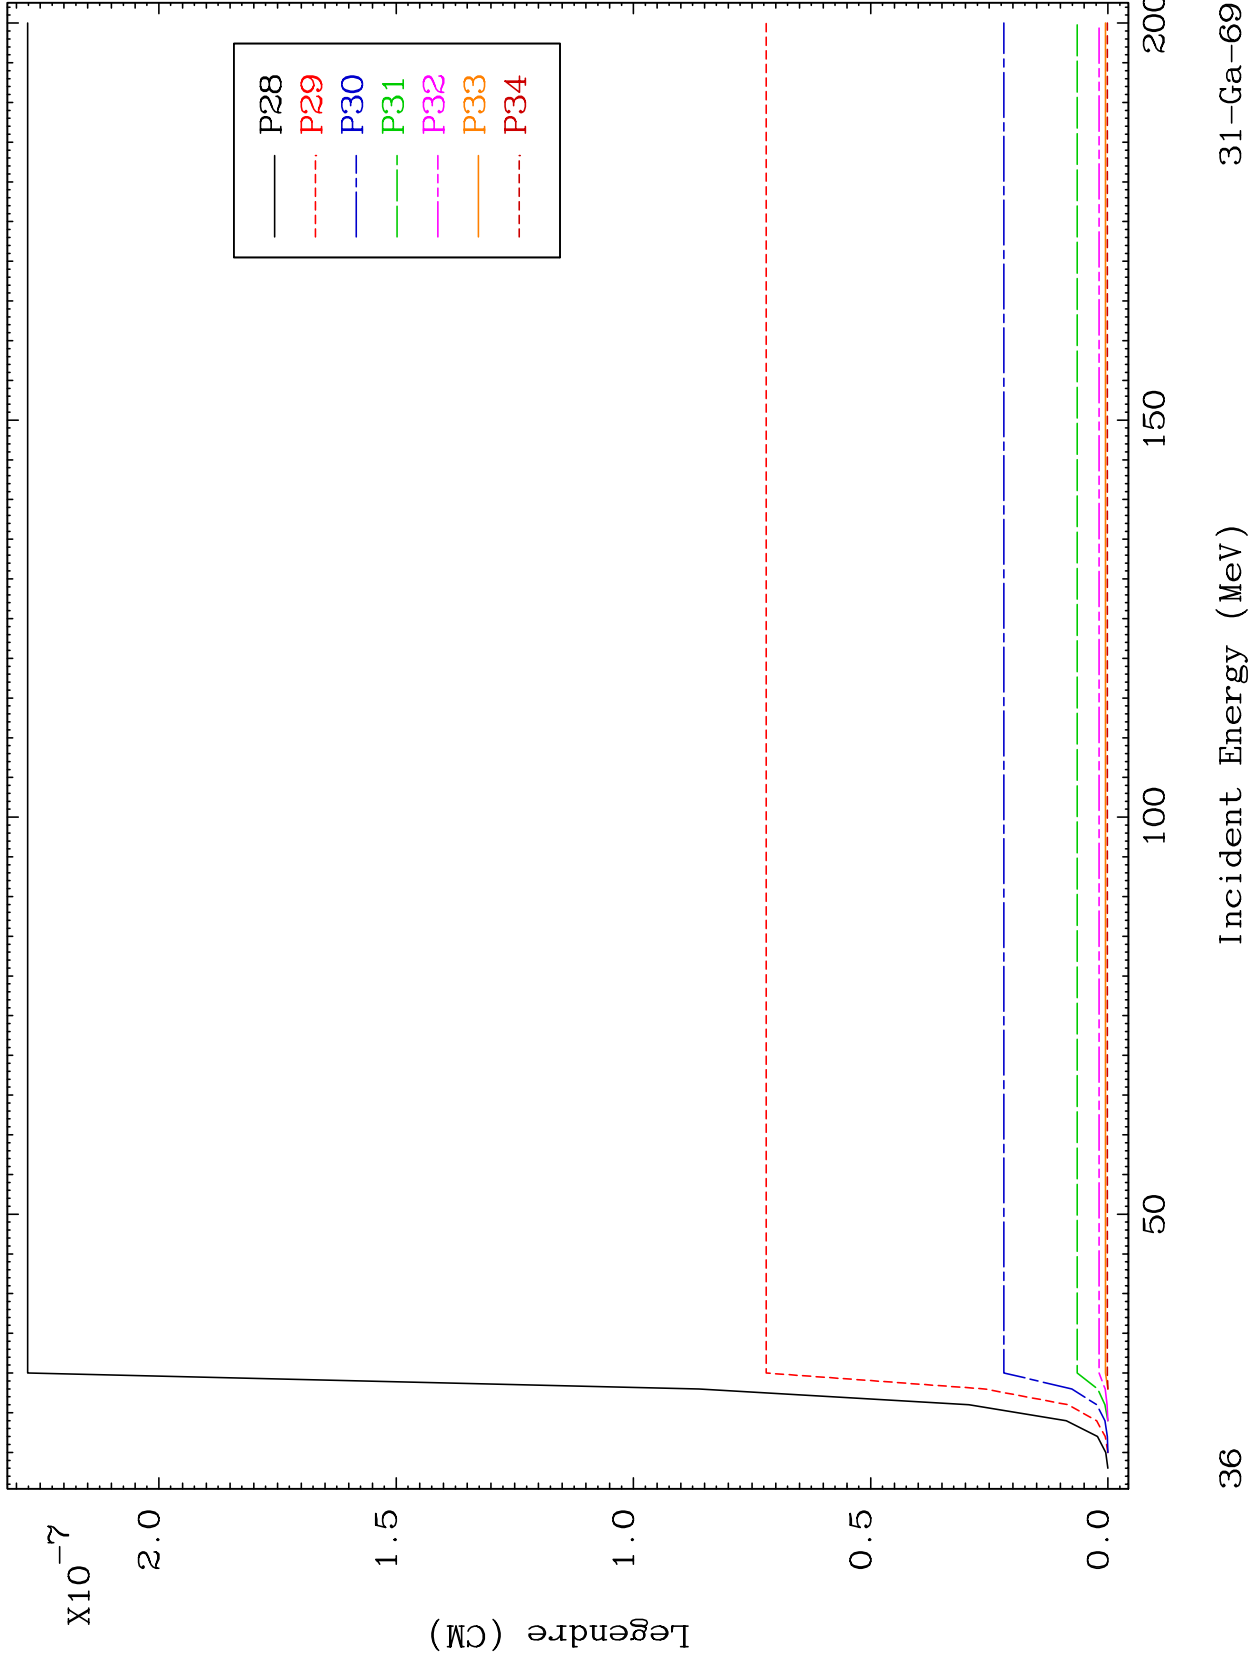 X10-7
2.0
1.5
1.0
0.5
0.0
Legendre (CM)
P28
P29
P30
P31
P32
P33
P34
50
100
150
200
Incident Energy (MeV)
36
31-Ga-69